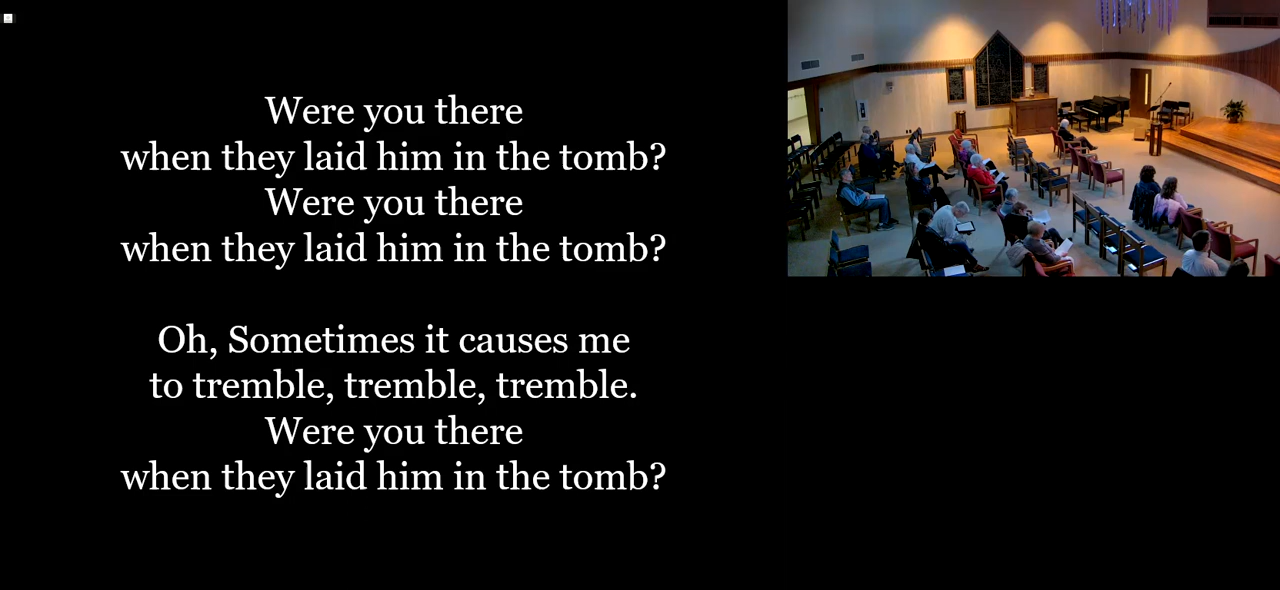 Were you there
when they laid him in the tomb?
Were you there
when they laid him in the tomb?
Oh, Sometimes it causes me
to tremble, tremble, tremble.
Were you there
when they laid him in the tomb?